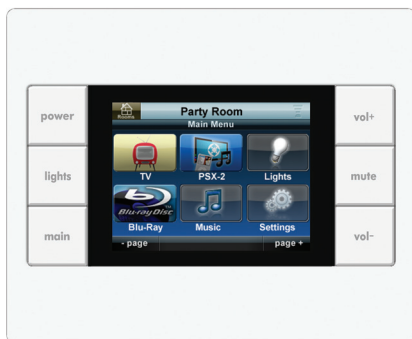 power
lights
main
Rooms
Party Room
Main Menu
TV
PSX-2
Lights
Blu-ray Disc
Blu-Ray
Music
Settings
- page
page +
vol+
mute
vol-